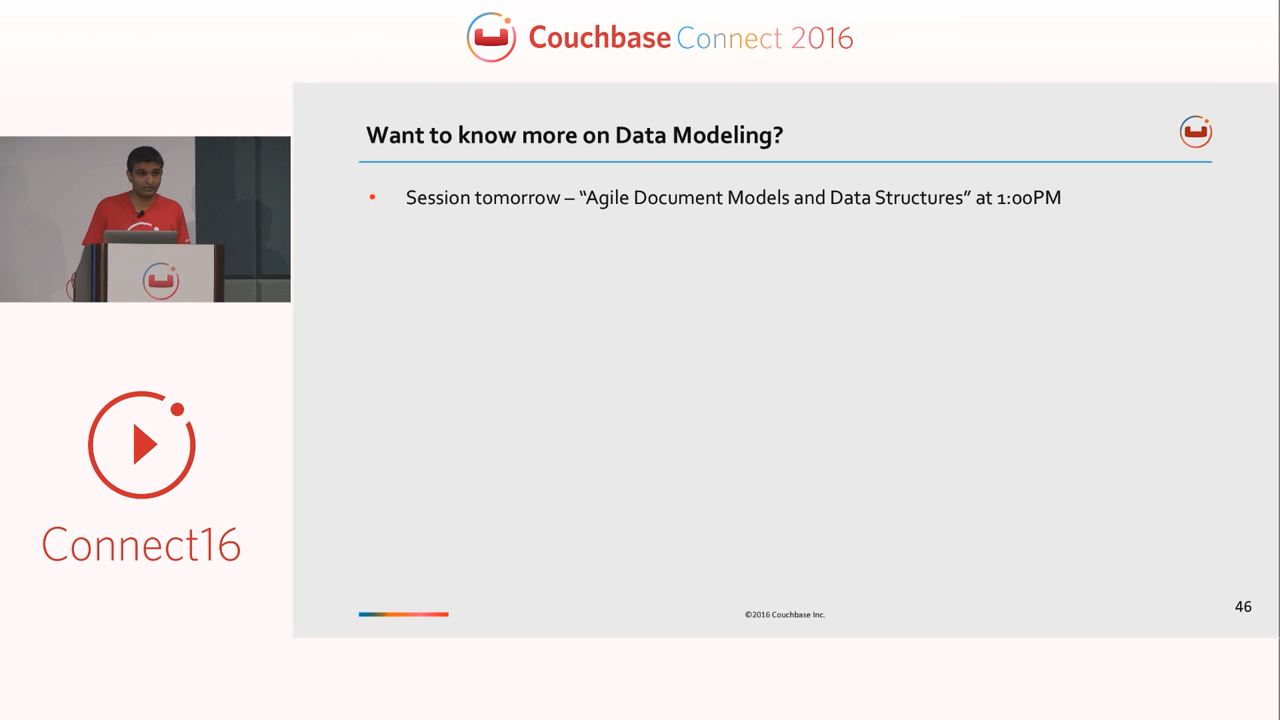 Couchbase Connect 2016
Want to know more on Data Modeling?
• Session tomorrow – “Agile Document Models and Data Structures” at 1:00PM
Connect16
©2016 Couchbase Inc.
46